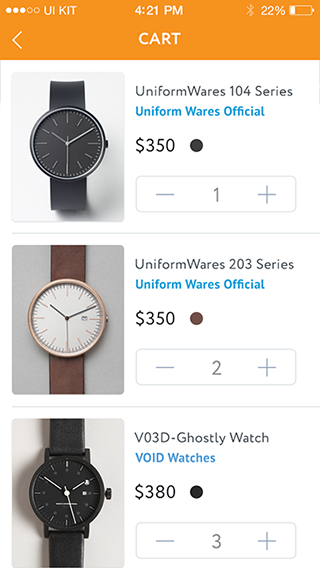 UI KIT 4:21 PM 22%
CART
UniformWares 104 Series
Uniform Wares Official
$350
1
UniformWares 203 Series
Uniform Wares Official
$350
2
V03D-Ghostly Watch
VOID Watches
$380
3